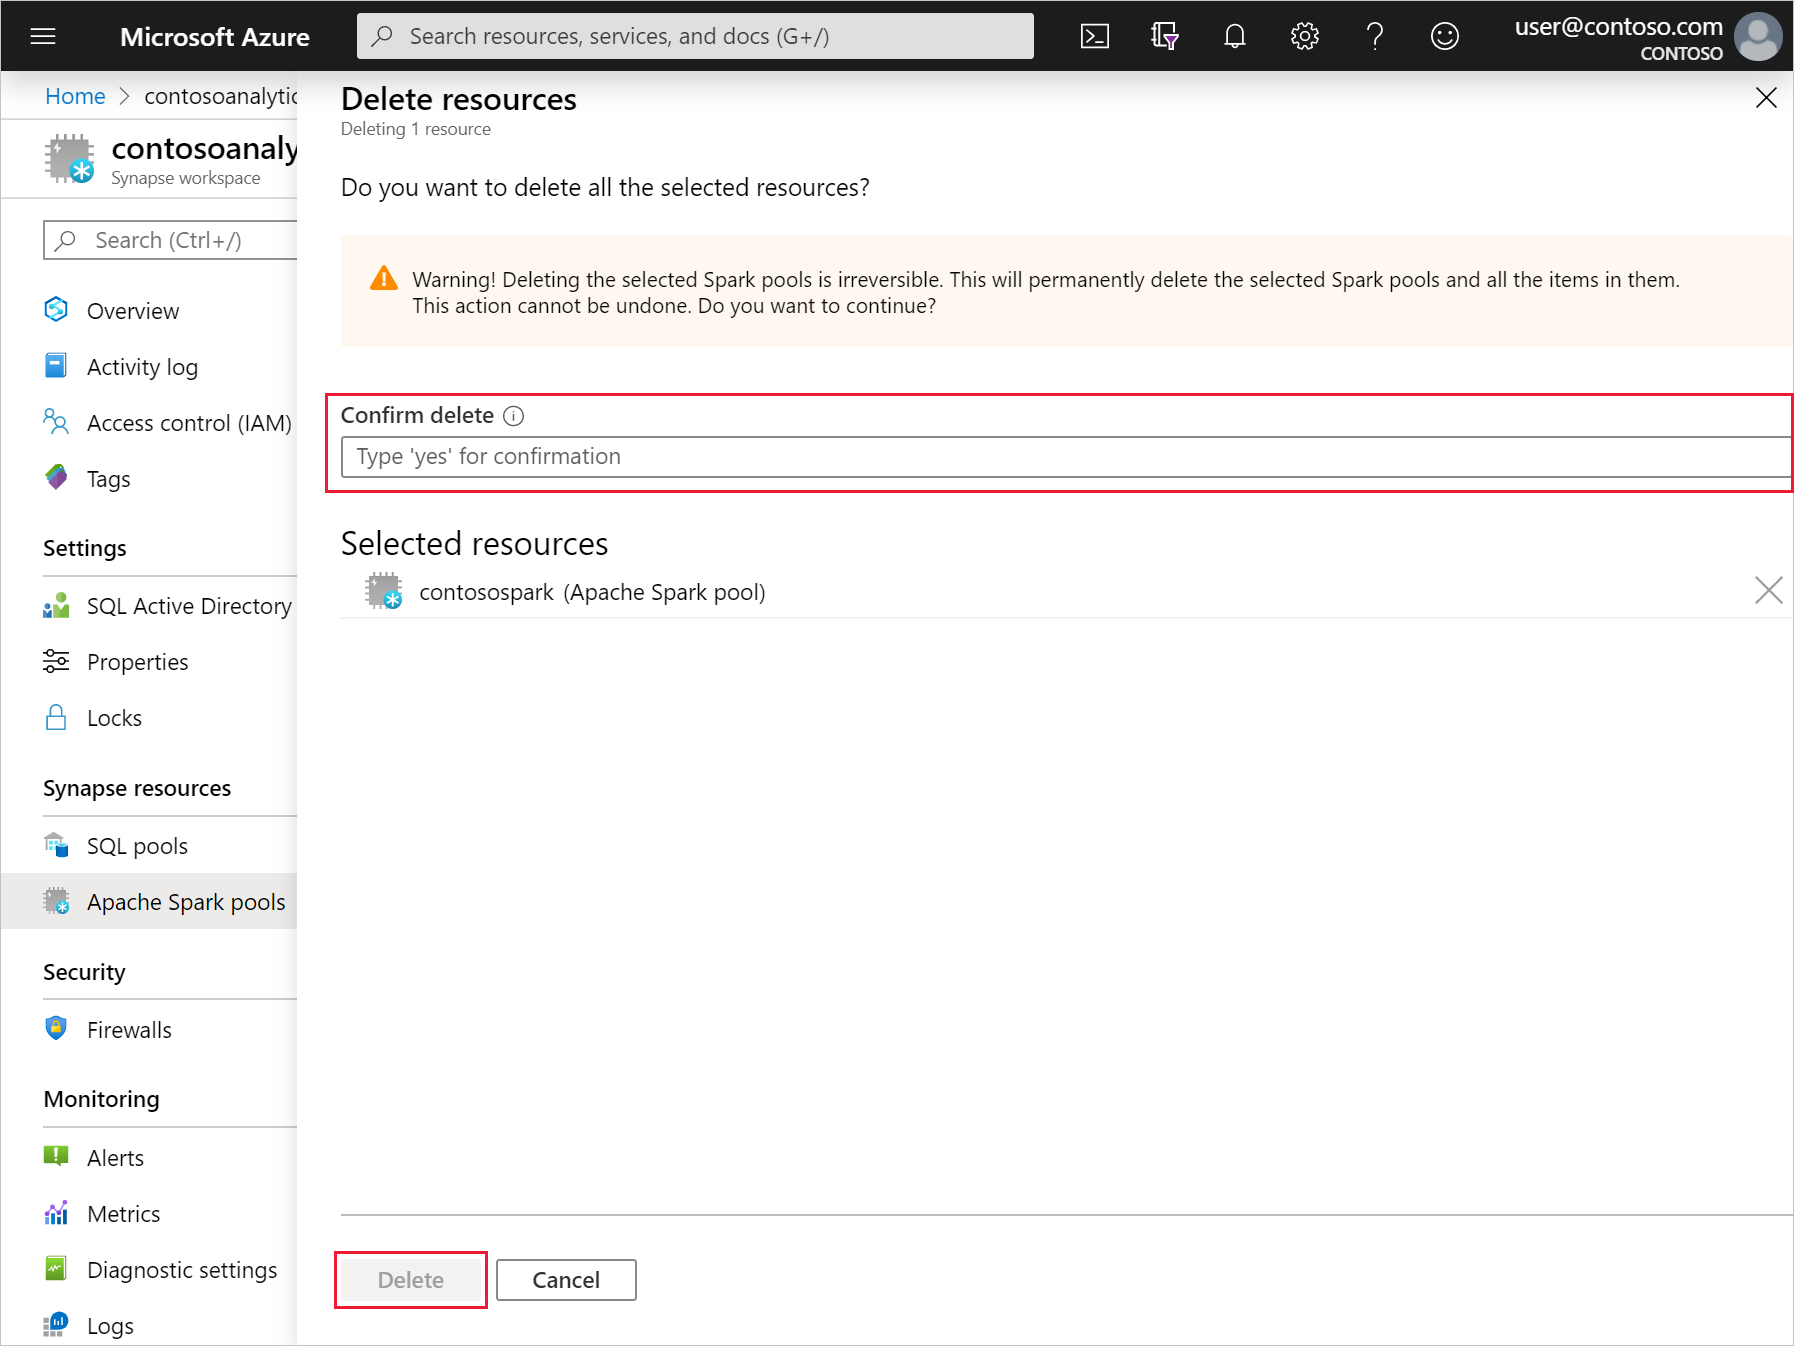 Microsoft Azure
Search resources, services, and docs (G+/)
user@contoso.com
CONTOSO
Home > contosoanalytic
contosoanaly
Synapse workspace
Search (Ctrl+/)
Overview
Activity log
Access control (IAM)
Tags
Settings
SQL Active Directory
Properties
Locks
Synapse resources
SQL pools
Apache Spark pools
Security
Firewalls
Monitoring
Alerts
Metrics
Diagnostic settings
Logs
Delete resources
Deleting 1 resource
Do you want to delete all the selected resources?
Warning! Deleting the selected Spark pools is irreversible. This will permanently delete the selected Spark pools and all the items in them.
This action cannot be undone. Do you want to continue?
Confirm delete
Type 'yes' for confirmation
Selected resources
contosospark (Apache Spark pool)
Delete
Cancel